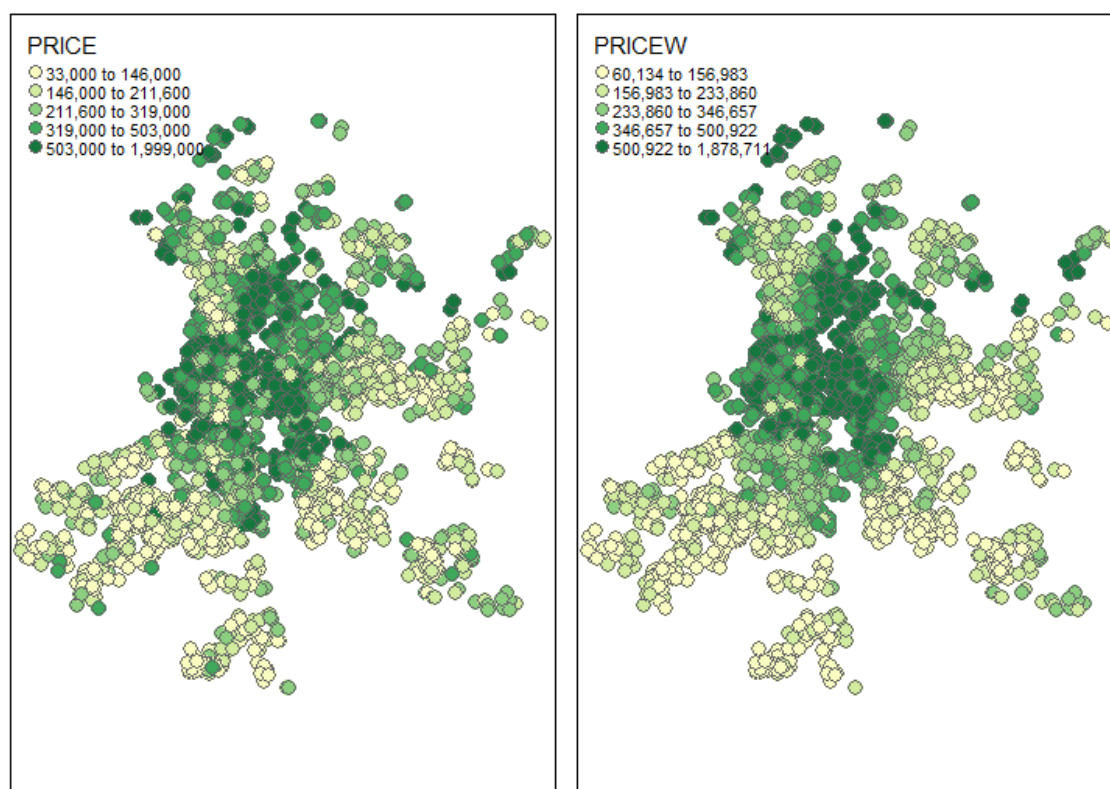 PRICE
33,000 to 146,000
146,000 to 211,600
211,600 to 319,000
319,000 to 503,000
503,000 to 1,999,000
PRICEW
60,134 to 156,983
156,983 to 233,860
233,860 to 346,657
346,657 to 500,922
500,922 to 1,878,711